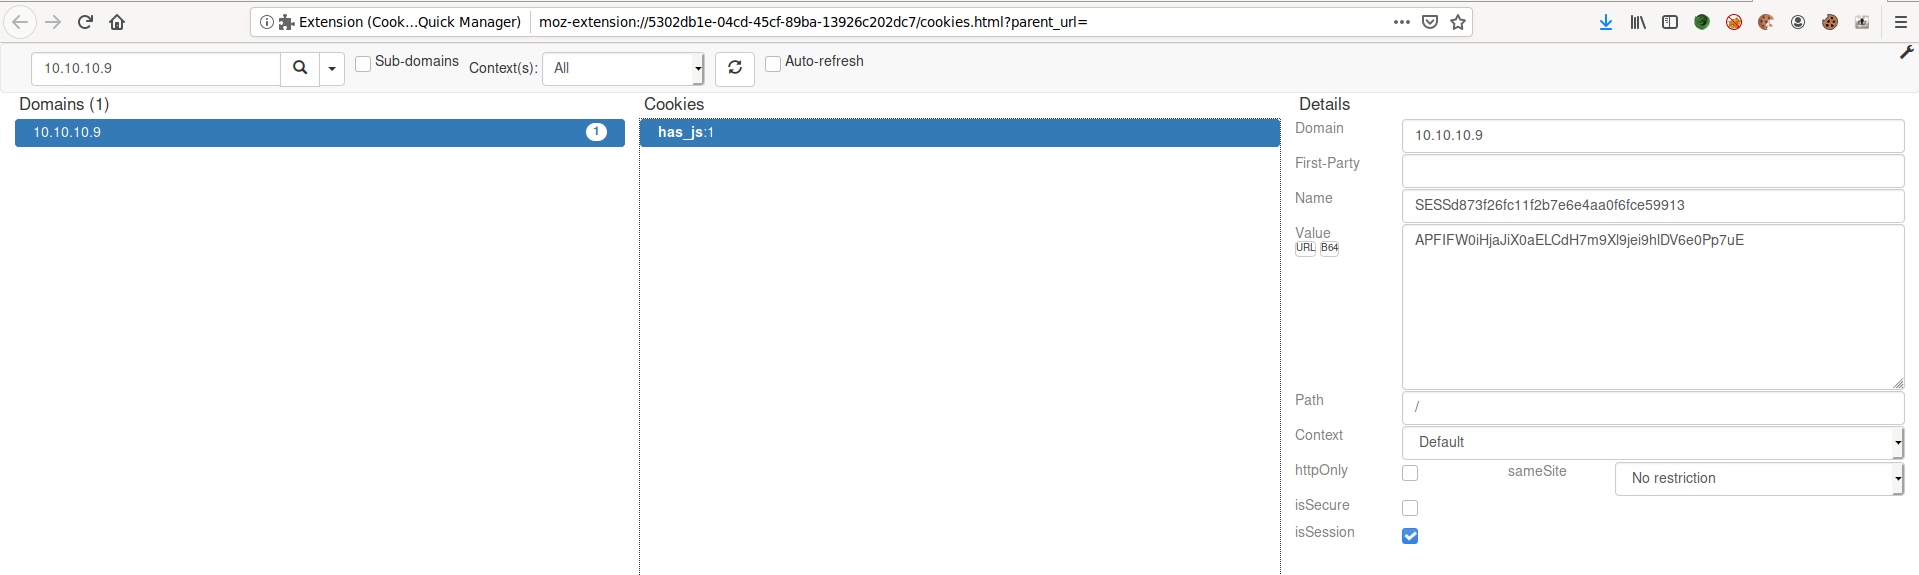 Extension (Cook...Quick Manager) moz-extension://5302db1e-04cd-45cf-89ba-13926c202dc7/cookies.html?parent_url=
10.10.10.9 Sub-domains Context(s): All Auto-refresh
Domains (1)
10.10.10.9 1
Cookies
has_js:1
Details
Domain 10.10.10.9
First-Party
Name SESSd873f26fc11f2b7e6e4aa0f6fce59913
Value APFIFW0iHjaJiX0aELCdH7m9Xl9jei9hlDV6e0Pp7uE
URL B64
Path /
Context Default
httpOnly sameSite No restriction
isSecure
isSession